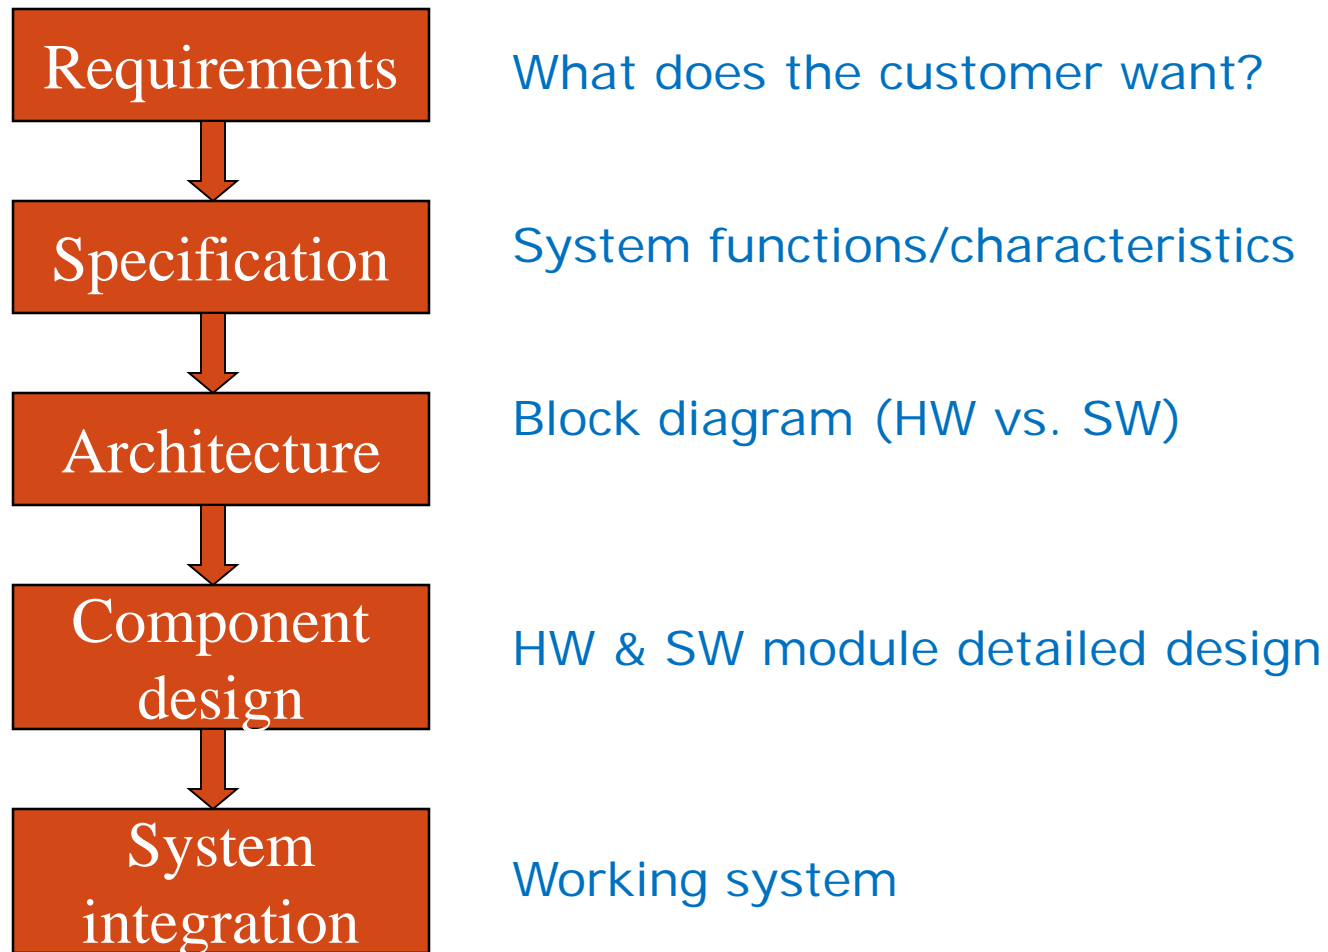 Requirements
What does the customer want?
Specification
System functions/characteristics
Architecture
Block diagram (HW vs. SW)
Component
design
HW & SW module detailed design
System
integration
Working system